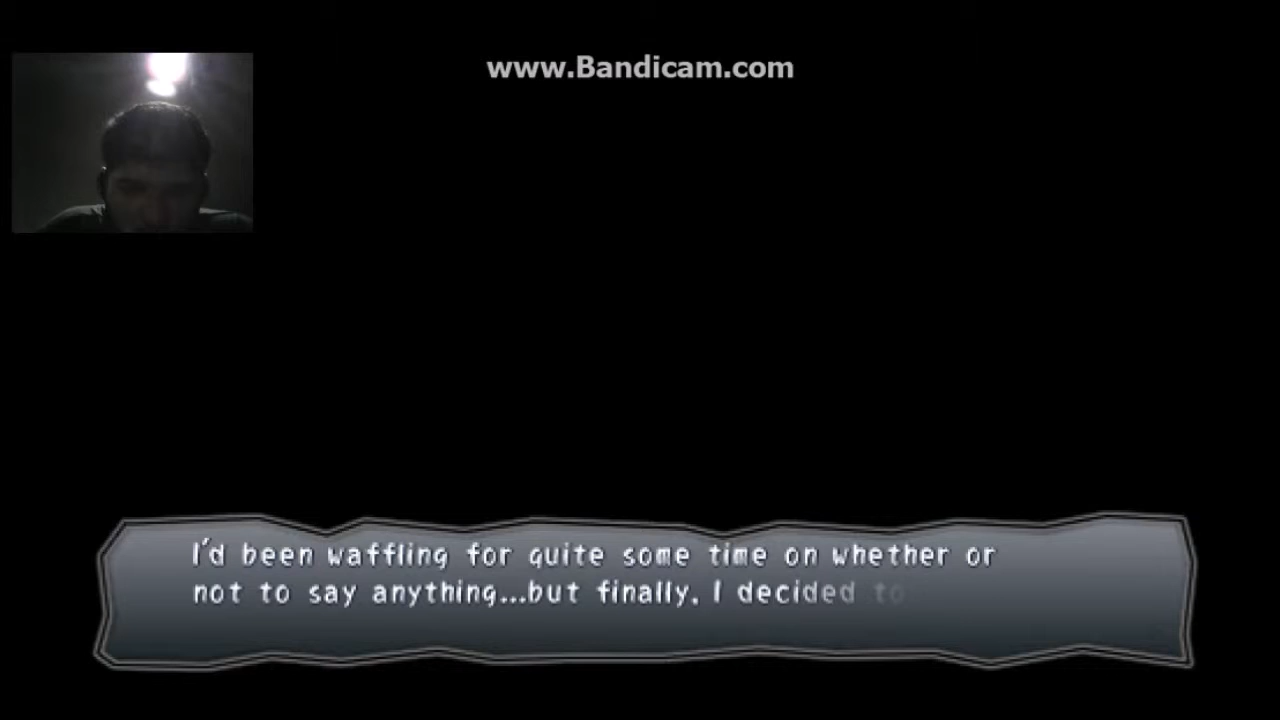 www.Bandicam.com
I'd been waffling for quite some time on whether or
not to say anything...but finally, I decided to